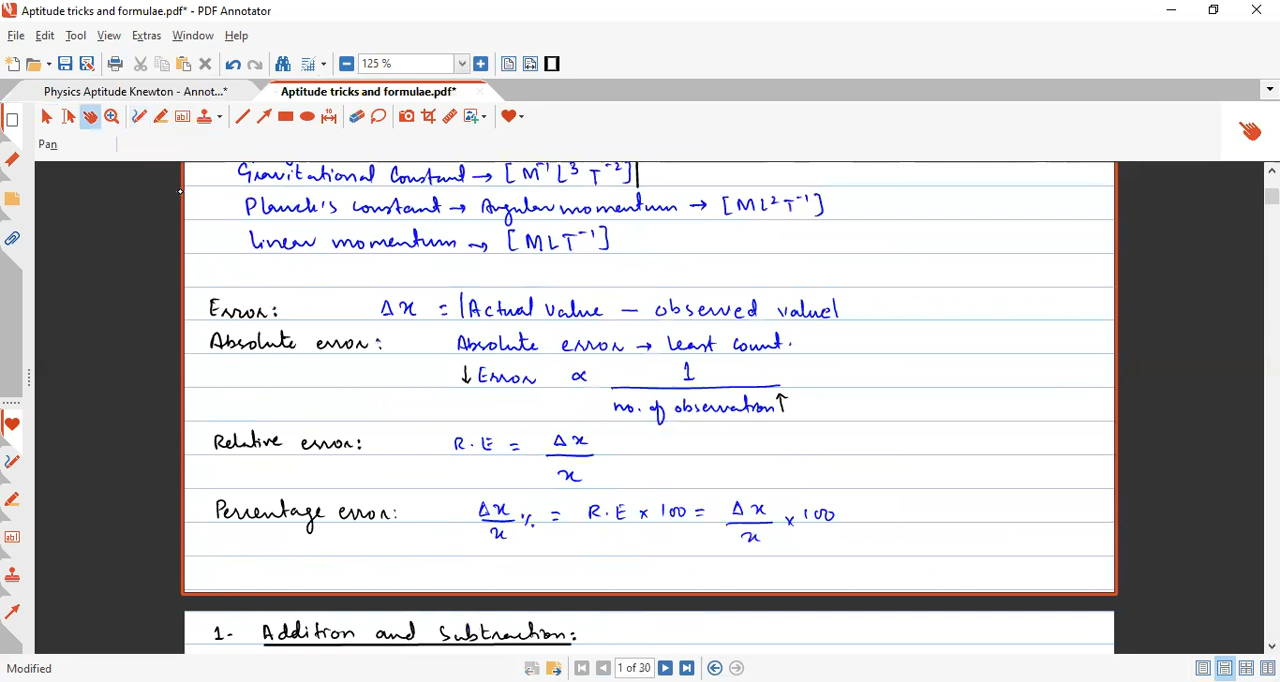 Aptitude tricks and formulae.pdf* - PDF Annotator
File Edit Tool View Extras Window Help
125 %
Physics Aptitude Knewton - Annot...* Aptitude tricks and formulae.pdf*
Pan
Gravitational Constant → [M⁻¹ L³ T⁻²]
Planck's constant → Angular momentum → [ML²T⁻¹]
linear momentum → [MLT⁻¹]
Error: Δx = |Actual value – observed value|
Absolute error: Absolute error → least count.
↓ Error ∝ 1 / no. of observation ↑
Relative error: R.E = Δx / x
Percentage error: Δx/x % = R.E × 100 = Δx/x × 100
1- Addition and Subtraction:
Modified 1 of 30